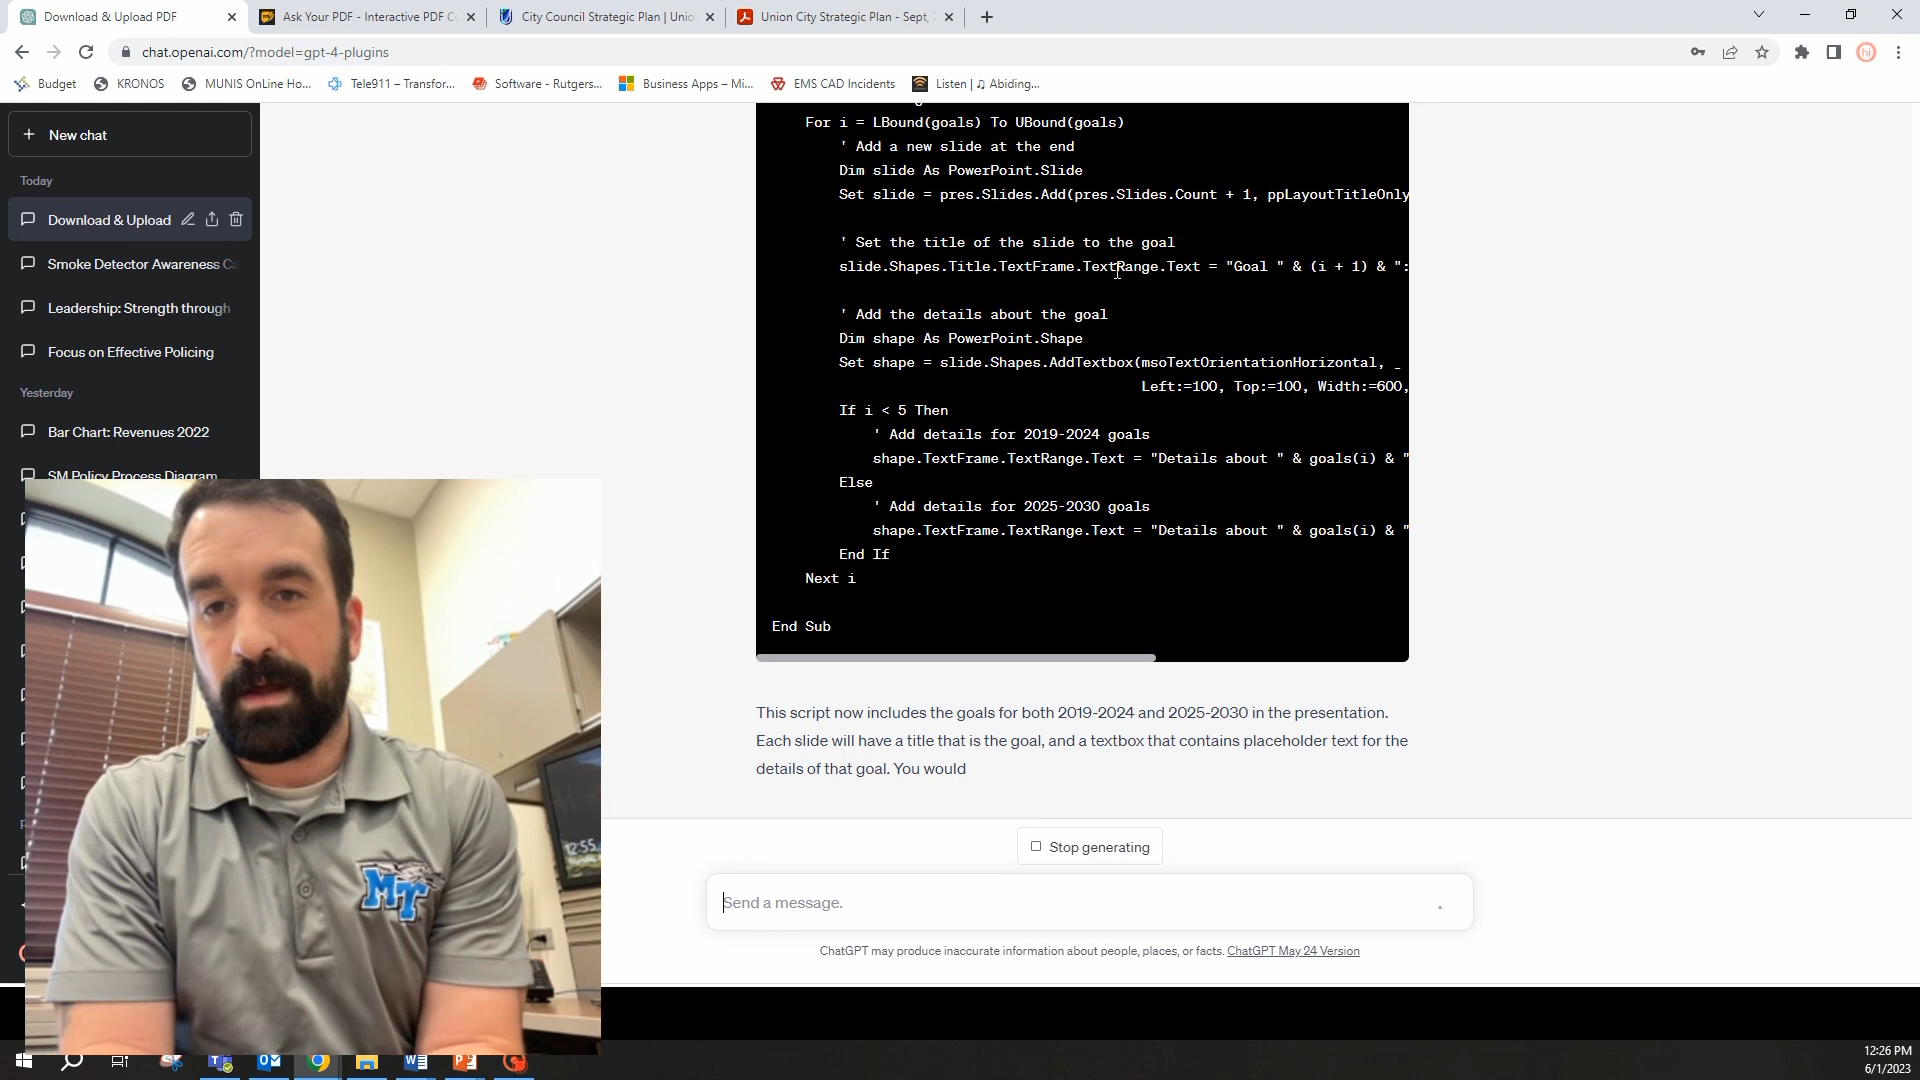 Download & Upload PDF
Ask Your PDF - Interactive PDF C
City Council Strategic Plan | Unio
Union City Strategic Plan - Sept,
chat.openai.com/?model=gpt-4-plugins
hi
Budget
KRONOS
MUNIS OnLine Ho...
Tele911 – Transfor...
Software - Rutgers...
Business Apps – Mi...
EMS CAD Incidents
Listen | ♫ Abiding...
New chat
Today
Download & Upload
Smoke Detector Awareness Ca
Leadership: Strength through
Focus on Effective Policing
Yesterday
Bar Chart: Revenues 2022
SM Policy Process Diagram
For i = LBound(goals) To UBound(goals)
' Add a new slide at the end
Dim slide As PowerPoint.Slide
Set slide = pres.Slides.Add(pres.Slides.Count + 1, ppLayoutTitleOnly
' Set the title of the slide to the goal
slide.Shapes.Title.TextFrame.TextRange.Text = "Goal " & (i + 1) & ":
' Add the details about the goal
Dim shape As PowerPoint.Shape
Set shape = slide.Shapes.AddTextbox(msoTextOrientationHorizontal, _
Left:=100, Top:=100, Width:=600,
If i < 5 Then
' Add details for 2019-2024 goals
shape.TextFrame.TextRange.Text = "Details about " & goals(i) & "
Else
' Add details for 2025-2030 goals
shape.TextFrame.TextRange.Text = "Details about " & goals(i) & "
End If
Next i
End Sub
This script now includes the goals for both 2019-2024 and 2025-2030 in the presentation.
Each slide will have a title that is the goal, and a textbox that contains placeholder text for the
details of that goal. You would
Stop generating
Send a message.
ChatGPT may produce inaccurate information about people, places, or facts. ChatGPT May 24 Version
MT
12:55
12:26 PM
6/1/2023